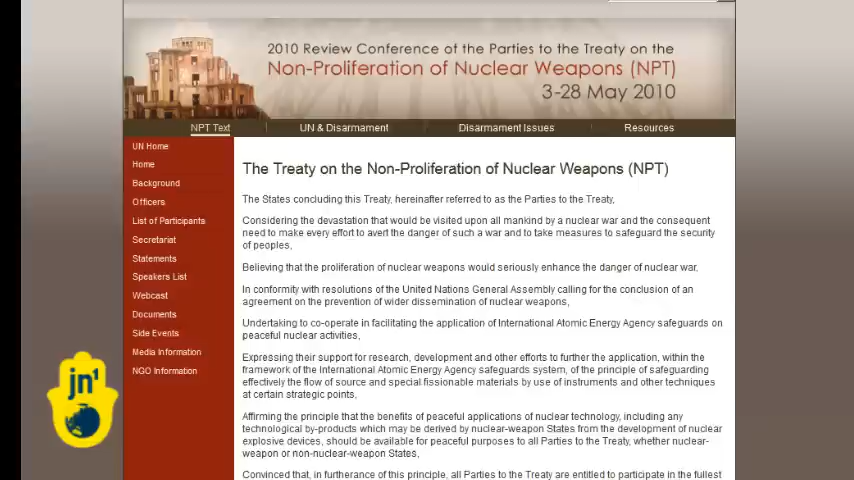 2010 Review Conference of the Parties to the Treaty on the
Non-Proliferation of Nuclear Weapons (NPT)
3-28 May 2010
NPT Text
UN & Disarmament
Disarmament Issues
Resources
UN Home
Home
Background
Officers
List of Participants
Secretariat
Statements
Speakers List
Webcast
Documents
Side Events
Media Information
NGO Information
The Treaty on the Non-Proliferation of Nuclear Weapons (NPT)
The States concluding this Treaty, hereinafter referred to as the Parties to the Treaty,
Considering the devastation that would be visited upon all mankind by a nuclear war and the consequent
need to make every effort to avert the danger of such a war and to take measures to safeguard the security
of peoples,
Believing that the proliferation of nuclear weapons would seriously enhance the danger of nuclear war,
In conformity with resolutions of the United Nations General Assembly calling for the conclusion of an
agreement on the prevention of wider dissemination of nuclear weapons,
Undertaking to co-operate in facilitating the application of International Atomic Energy Agency safeguards on
peaceful nuclear activities,
Expressing their support for research, development and other efforts to further the application, within the
framework of the International Atomic Energy Agency safeguards system, of the principle of safeguarding
effectively the flow of source and special fissionable materials by use of instruments and other techniques
at certain strategic points,
Affirming the principle that the benefits of peaceful applications of nuclear technology, including any
technological by-products which may be derived by nuclear-weapon States from the development of nuclear
explosive devices, should be available for peaceful purposes to all Parties to the Treaty, whether nuclear-
weapon or non-nuclear-weapon States,
Convinced that, in furtherance of this principle, all Parties to the Treaty are entitled to participate in the fullest
jn1